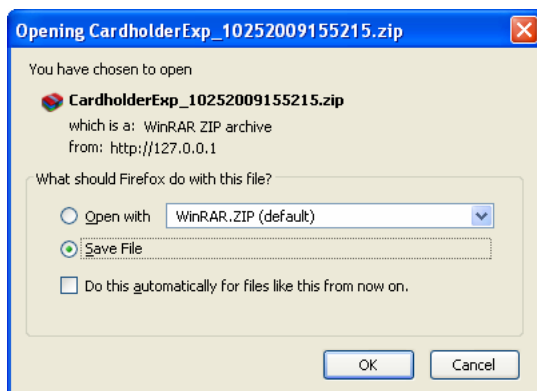 Opening CardholderExp_10252009155215.zip
You have chosen to open
CardholderExp_10252009155215.zip
which is a: WinRAR ZIP archive
from: http://127.0.0.1
What should Firefox do with this file?
Open with WinRAR.ZIP (default)
Save File
Do this automatically for files like this from now on.
OK Cancel